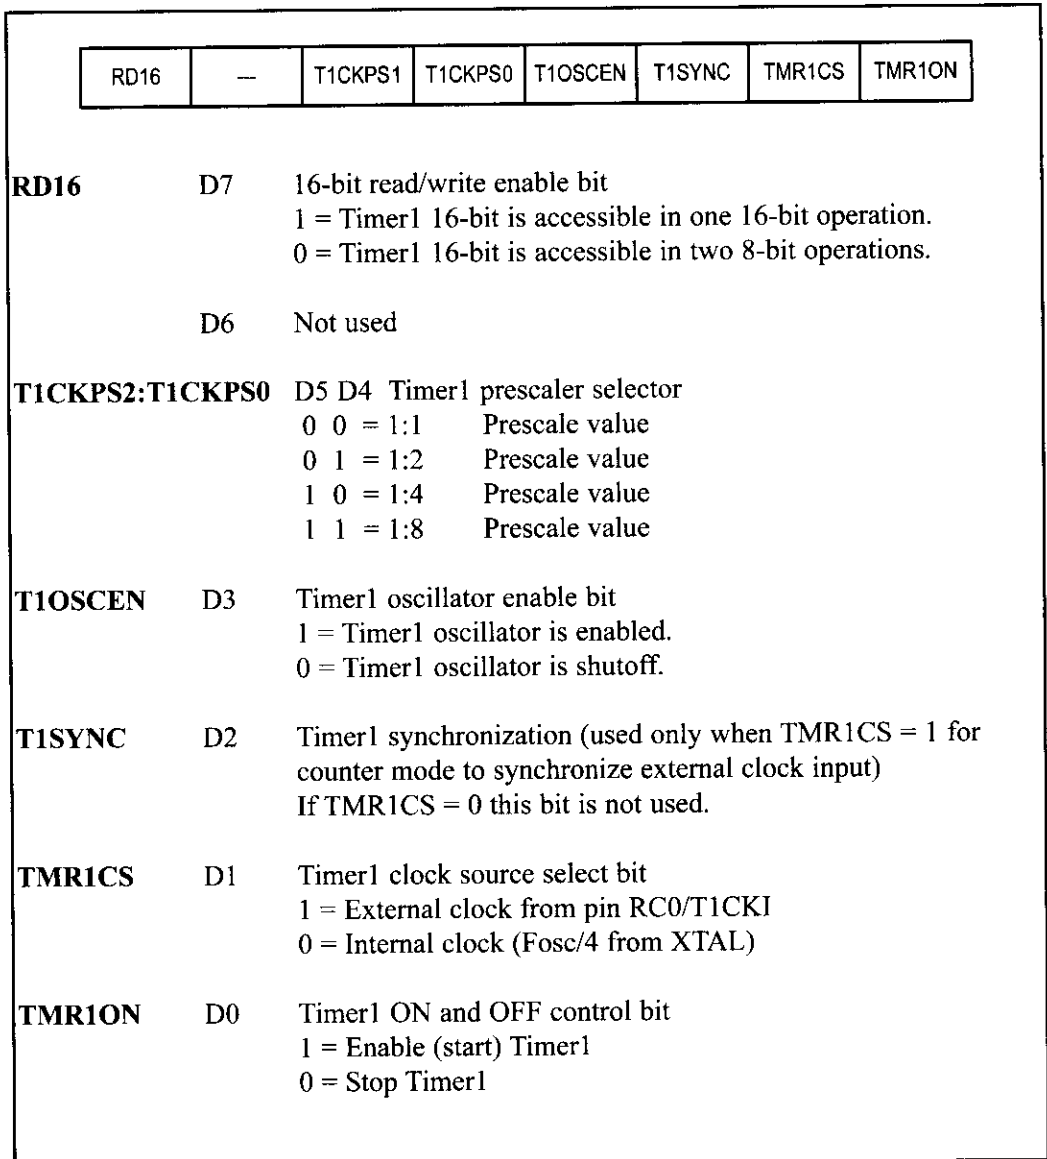 RD16 — T1CKPS1 T1CKPS0 T1OSCEN T1SYNC TMR1CS TMR1ON
RD16 D7 16-bit read/write enable bit
1 = Timer1 16-bit is accessible in one 16-bit operation.
0 = Timer1 16-bit is accessible in two 8-bit operations.
D6 Not used
T1CKPS2:T1CKPS0 D5 D4 Timer1 prescaler selector
0 0 = 1:1 Prescale value
0 1 = 1:2 Prescale value
1 0 = 1:4 Prescale value
1 1 = 1:8 Prescale value
T1OSCEN D3 Timer1 oscillator enable bit
1 = Timer1 oscillator is enabled.
0 = Timer1 oscillator is shutoff.
T1SYNC D2 Timer1 synchronization (used only when TMR1CS = 1 for
counter mode to synchronize external clock input)
If TMR1CS = 0 this bit is not used.
TMR1CS D1 Timer1 clock source select bit
1 = External clock from pin RC0/T1CKI
0 = Internal clock (Fosc/4 from XTAL)
TMR1ON D0 Timer1 ON and OFF control bit
1 = Enable (start) Timer1
0 = Stop Timer1